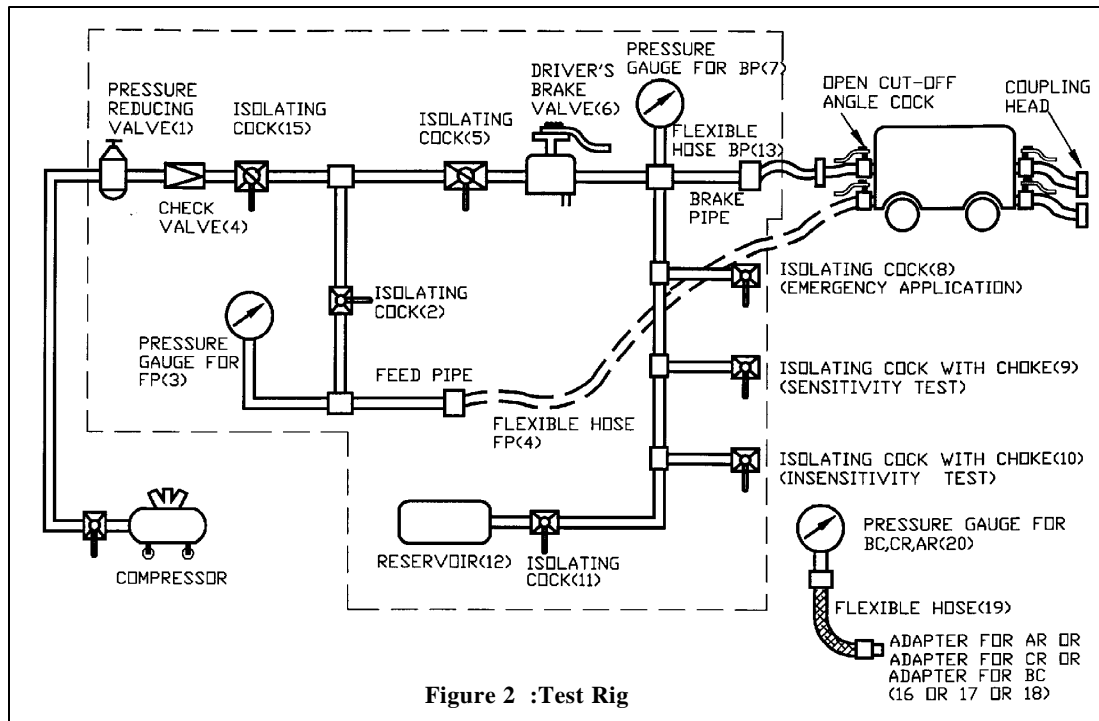 PRESSURE
REDUCING
VALVE(1)
ISOLATING
COCK(15)
CHECK
VALVE(4)
ISOLATING
COCK(5)
DRIVER'S
BRAKE
VALVE(6)
PRESSURE
GAUGE FOR BP(7)
FLEXIBLE
HOSE BP(13)
BRAKE
PIPE
OPEN CUT-OFF
ANGLE COCK
COUPLING
HEAD
ISOLATING
COCK(2)
PRESSURE
GAUGE FOR
FP(3)
FEED PIPE
FLEXIBLE HOSE
FP(4)
ISOLATING COCK(8)
(EMERGENCY APPLICATION)
ISOLATING COCK WITH CHOKE(9)
(SENSITIVITY TEST)
ISOLATING COCK WITH CHOKE(10)
(INSENSITIVITY TEST)
COMPRESSOR
RESERVOIR(12)
ISOLATING
COCK(11)
PRESSURE GAUGE FOR
BC,CR,AR(20)
FLEXIBLE HOSE(19)
ADAPTER FOR AR OR
ADAPTER FOR CR OR
ADAPTER FOR BC
(16 OR 17 OR 18)
Figure 2 :Test Rig